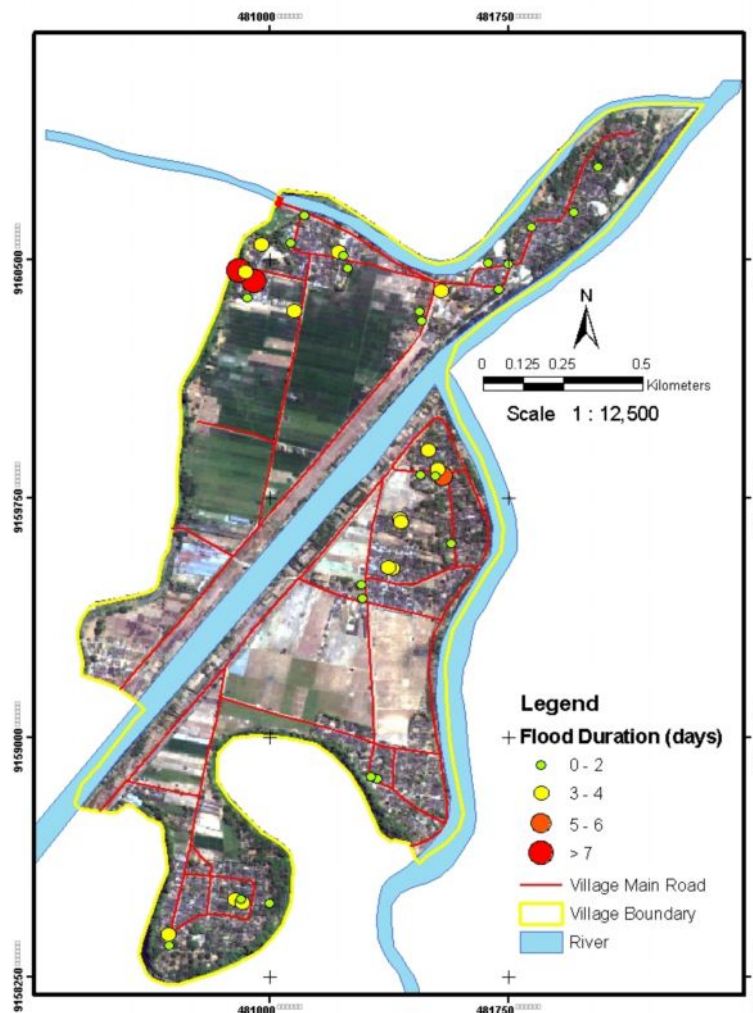 481000
481750
9160500
N
0 0.125 0.25 0.5
Kilometers
Scale 1 : 12,500
9159750
Legend
Flood Duration (days)
0 - 2
3 - 4
5 - 6
> 7
Village Main Road
Village Boundary
River
9159000
9158250
481000
481750